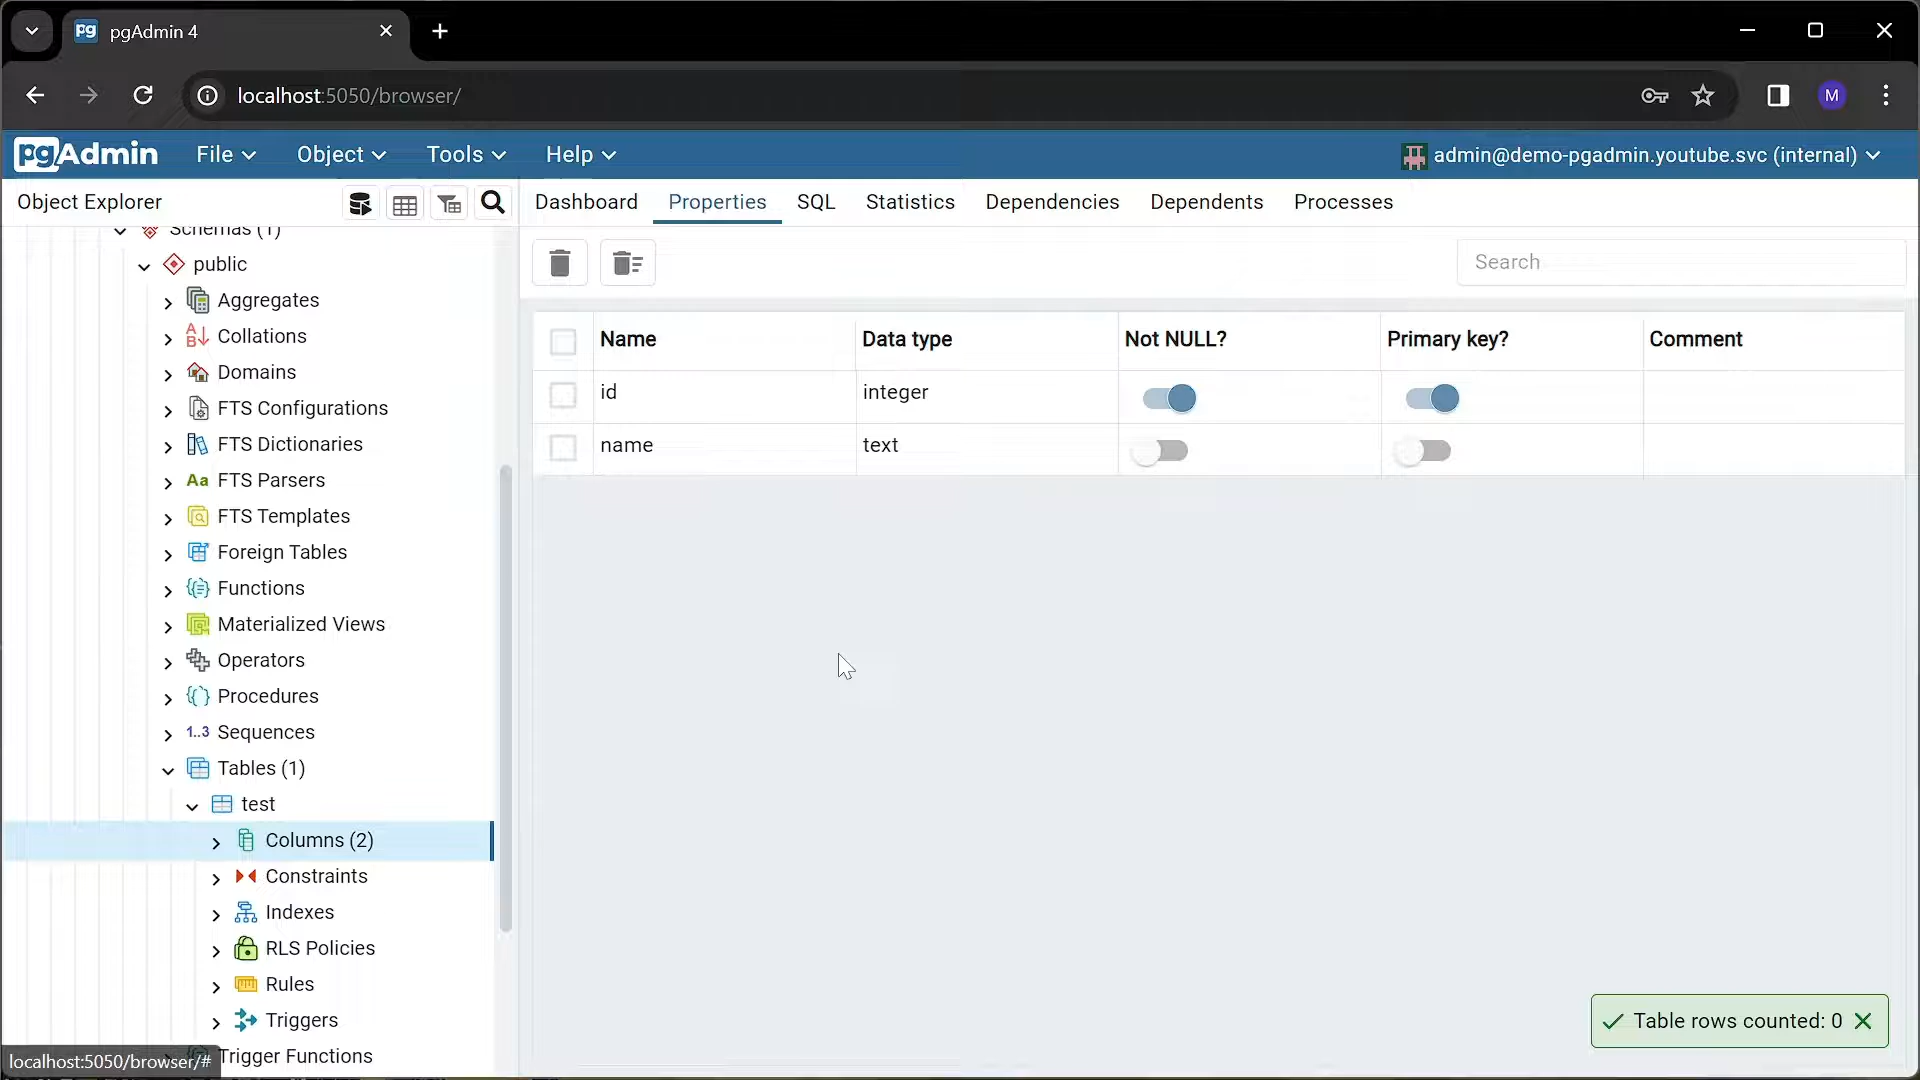 pg pgAdmin 4
localhost:5050/browser/
M
pgAdmin File Object Tools Help admin@demo-pgadmin.youtube.svc (internal)
Object Explorer
Dashboard Properties SQL Statistics Dependencies Dependents Processes
Schemas (1)
public
Aggregates
Collations
Domains
FTS Configurations
FTS Dictionaries
Aa FTS Parsers
FTS Templates
Foreign Tables
Functions
Materialized Views
Operators
Procedures
1..3 Sequences
Tables (1)
test
Columns (2)
Constraints
Indexes
RLS Policies
Rules
Triggers
Trigger Functions
localhost:5050/browser/#
Search
Name Data type Not NULL? Primary key? Comment
id integer
name text
Table rows counted: 0